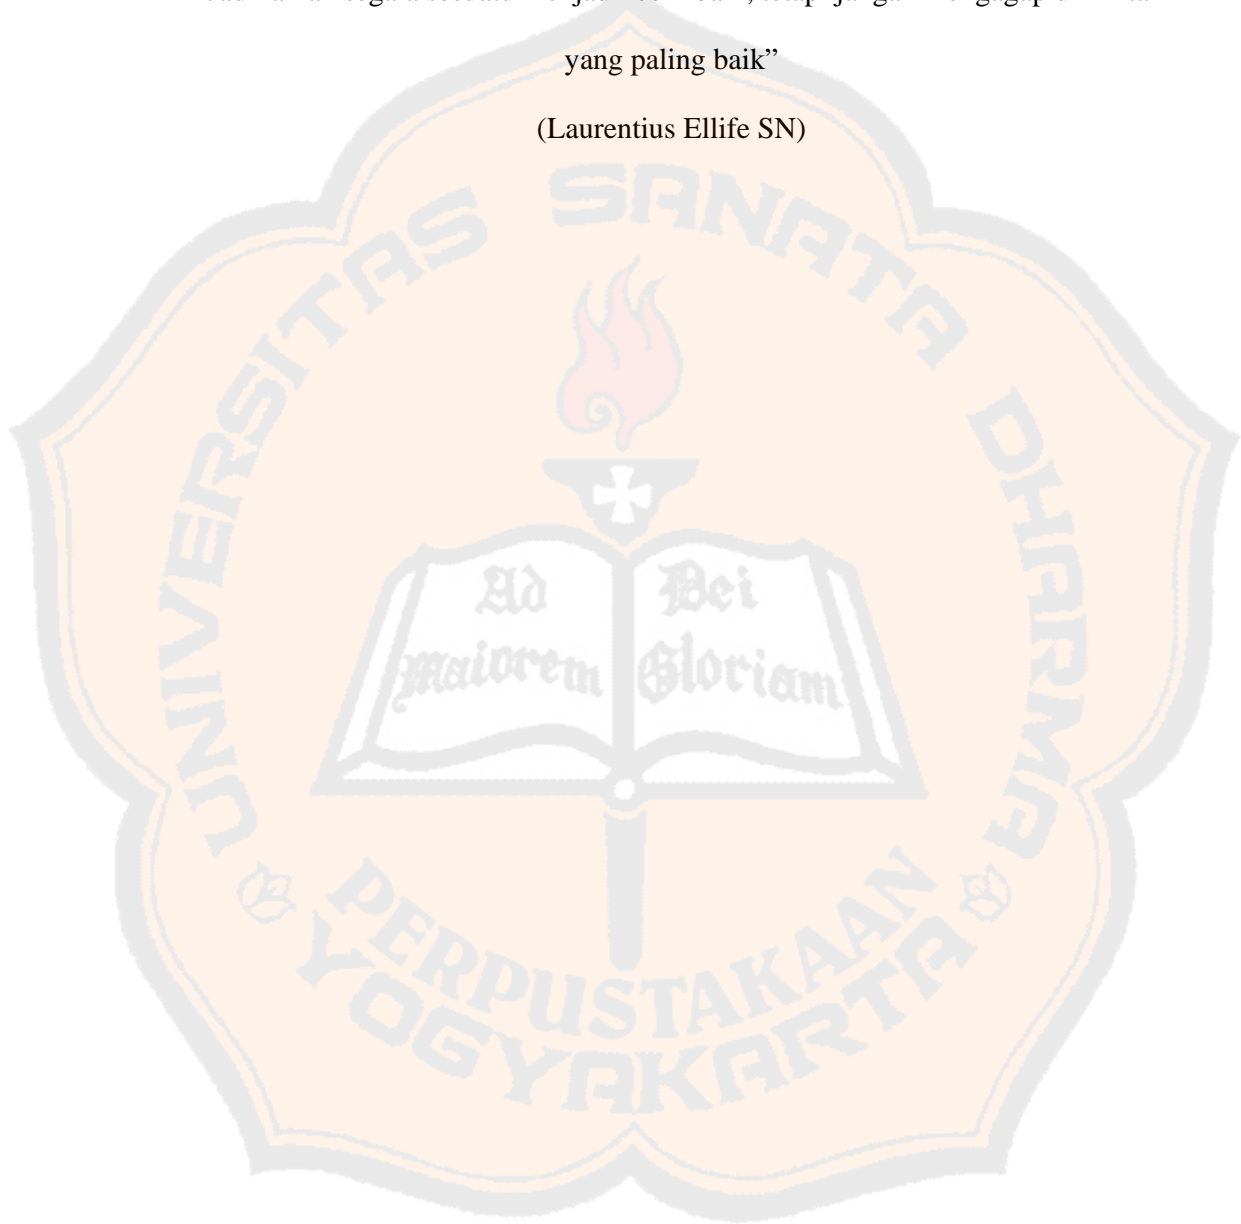 yang paling baik”
(Laurentius Ellife SN)
UNIVERSITAS SANATA DHARMA
Ad Dei
Maiorem Gloriam
PERPUSTAKAAN
YOGYAKARTA